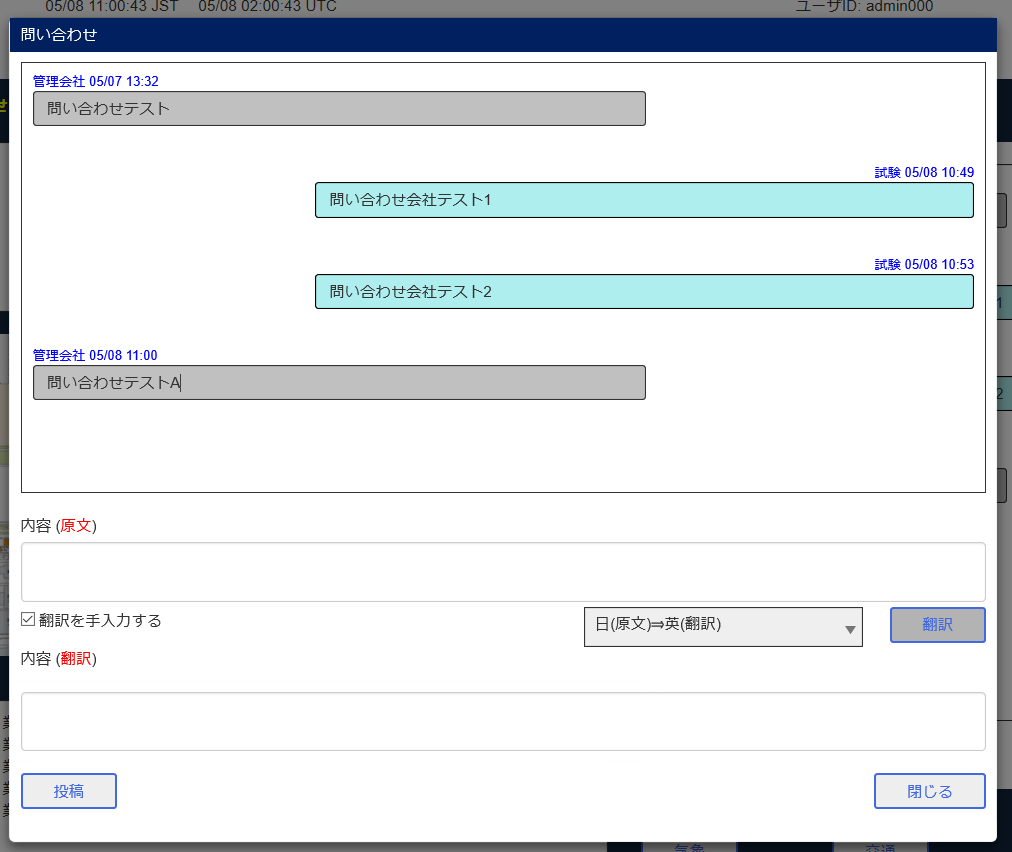 05/08 11:00:43 JST 05/08 02:00:43 UTC ユーザID: admin000
問い合わせ
管理会社 05/07 13:32
問い合わせテスト
試験 05/08 10:49
問い合わせ会社テスト1
試験 05/08 10:53
問い合わせ会社テスト2
管理会社 05/08 11:00
問い合わせテストA
内容 (原文)
翻訳を手入力する
日(原文)⇒英(翻訳)
翻訳
内容 (翻訳)
投稿
閉じる
気象 交通